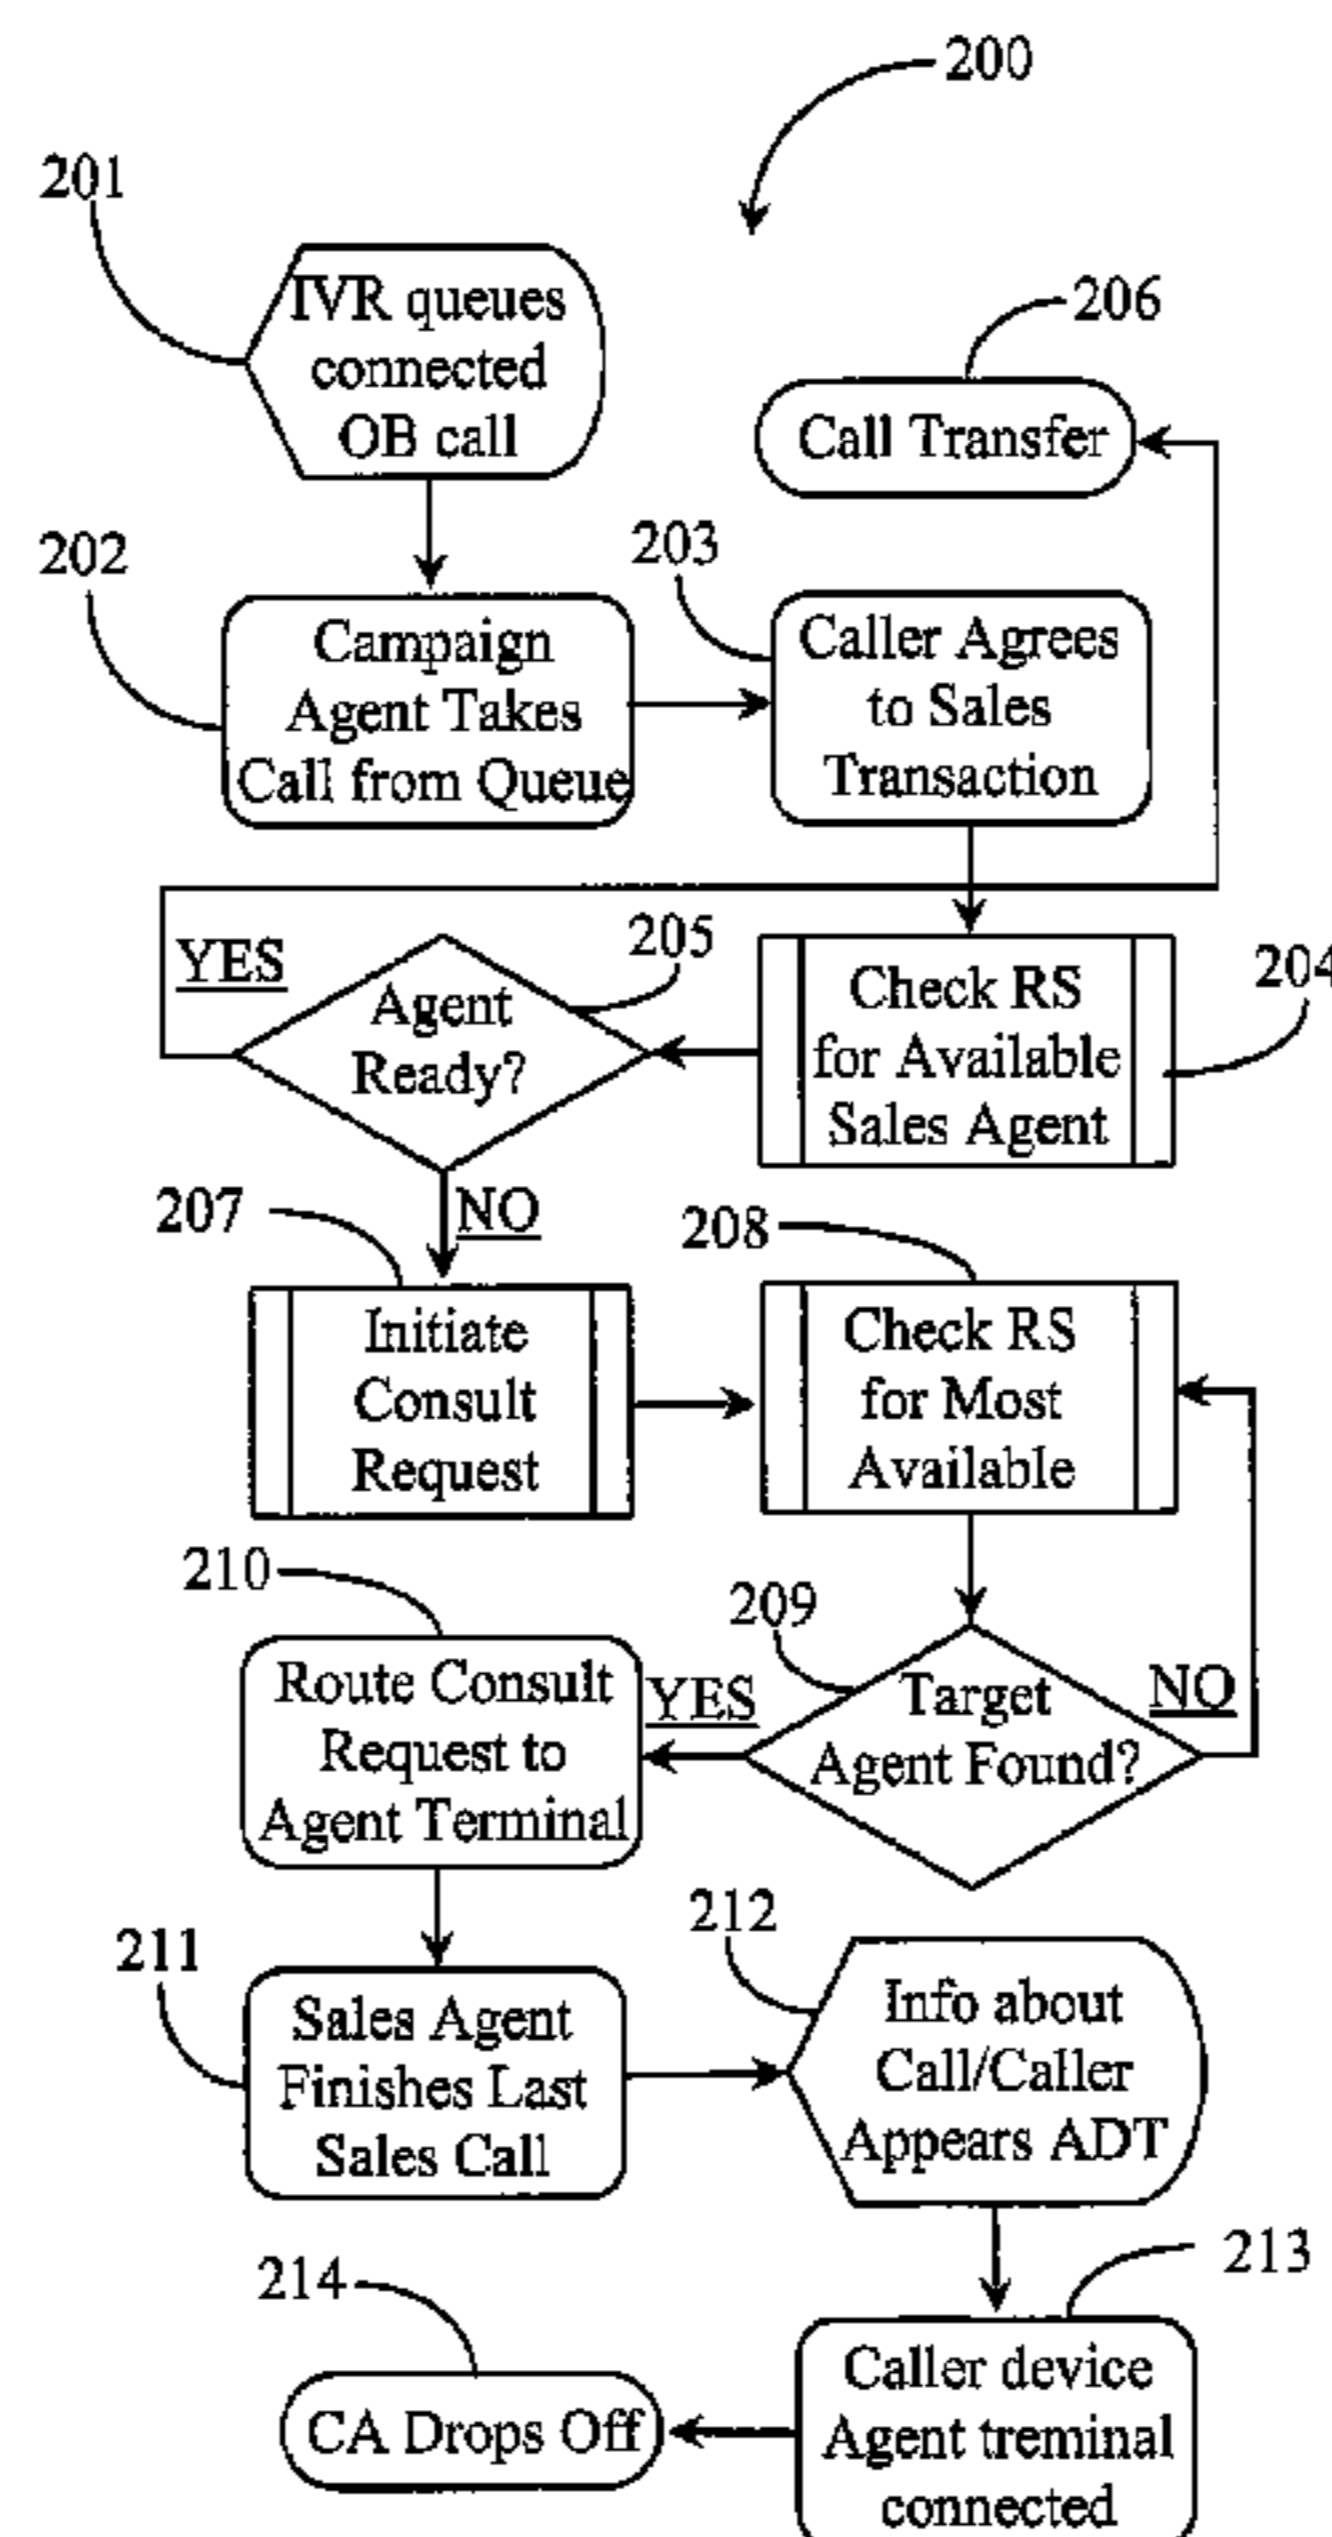 200
201
IVR queues
connected
OB call
206
Call Transfer
202
Campaign
Agent Takes
Call from Queue
203
Caller Agrees
to Sales
Transaction
YES
205
Agent
Ready?
204
Check RS
for Available
Sales Agent
207
NO
Initiate
Consult
Request
208
Check RS
for Most
Available
210
Route Consult
Request to
Agent Terminal
YES
209
Target
Agent Found?
NO
211
Sales Agent
Finishes Last
Sales Call
212
Info about
Call/Caller
Appears ADT
213
Caller device
Agent treminal
connected
214
CA Drops Off